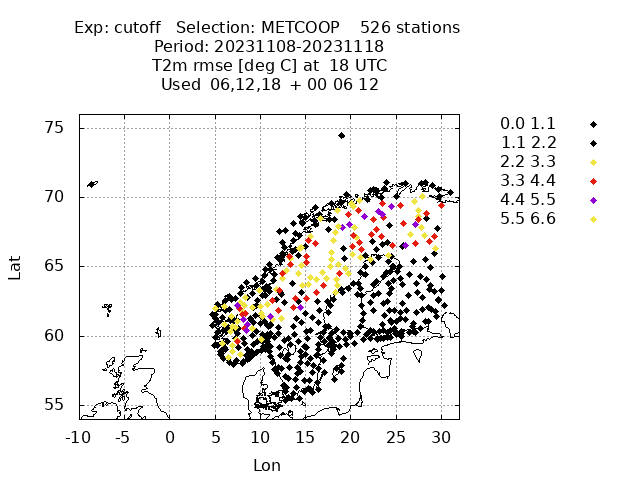 Exp: cutoff   Selection: METCOOP    526 stations
Period: 20231108-20231118
T2m rmse [deg C] at  18 UTC
Used  06,12,18  + 00 06 12
75
70
65
60
55
Lat
-10 -5 0 5 10 15 20 25 30
Lon
0.0 1.1
1.1 2.2
2.2 3.3
3.3 4.4
4.4 5.5
5.5 6.6